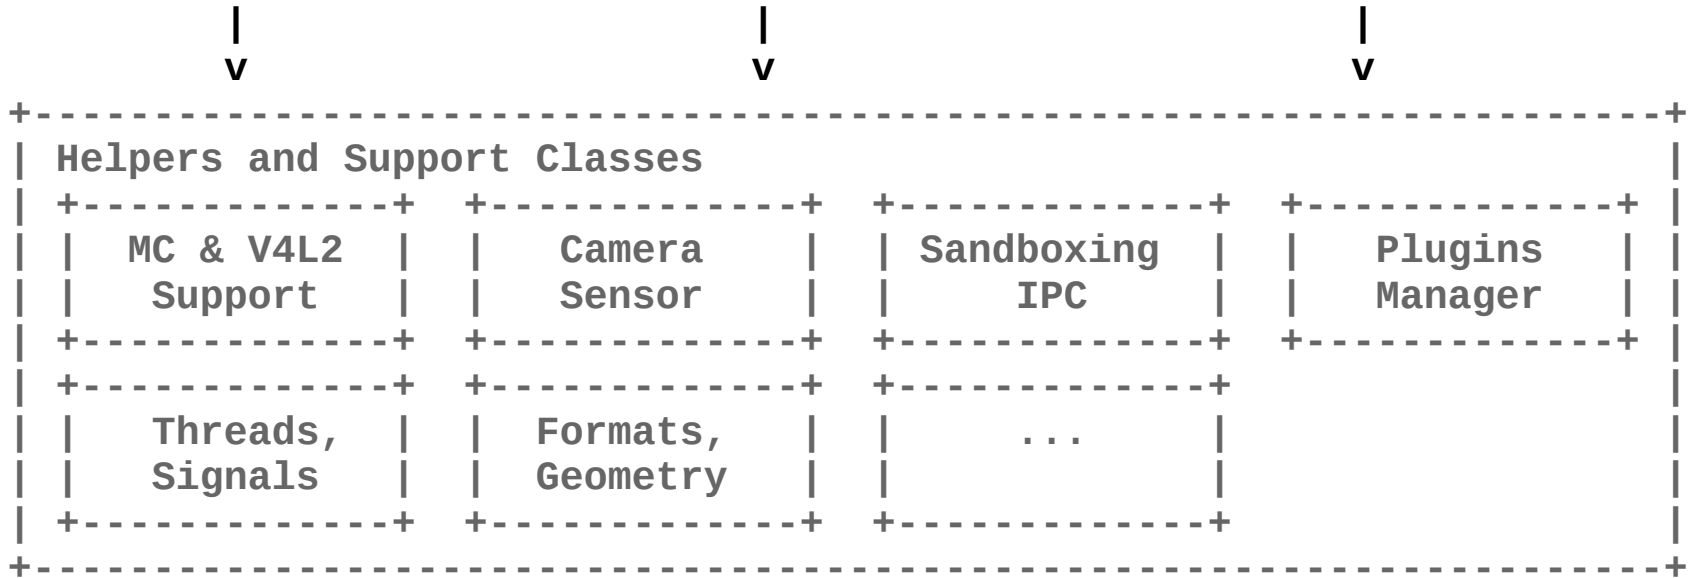 |                     |                        |
         v                     v                        v
+--------------------------------------------------------------------+
| Helpers and Support Classes                                        |
| +-------------+  +-------------+  +-------------+  +-------------+ |
| |  MC & V4L2  |  |   Camera    |  | Sandboxing  |  |   Plugins   | |
| |   Support   |  |   Sensor    |  |     IPC     |  |   Manager   | |
| +-------------+  +-------------+  +-------------+  +-------------+ |
| +-------------+  +-------------+  +-------------+                  |
| |   Threads,  |  |  Formats,   |  |     ...     |                  |
| |   Signals   |  |  Geometry   |  |             |                  |
| +-------------+  +-------------+  +-------------+                  |
+--------------------------------------------------------------------+